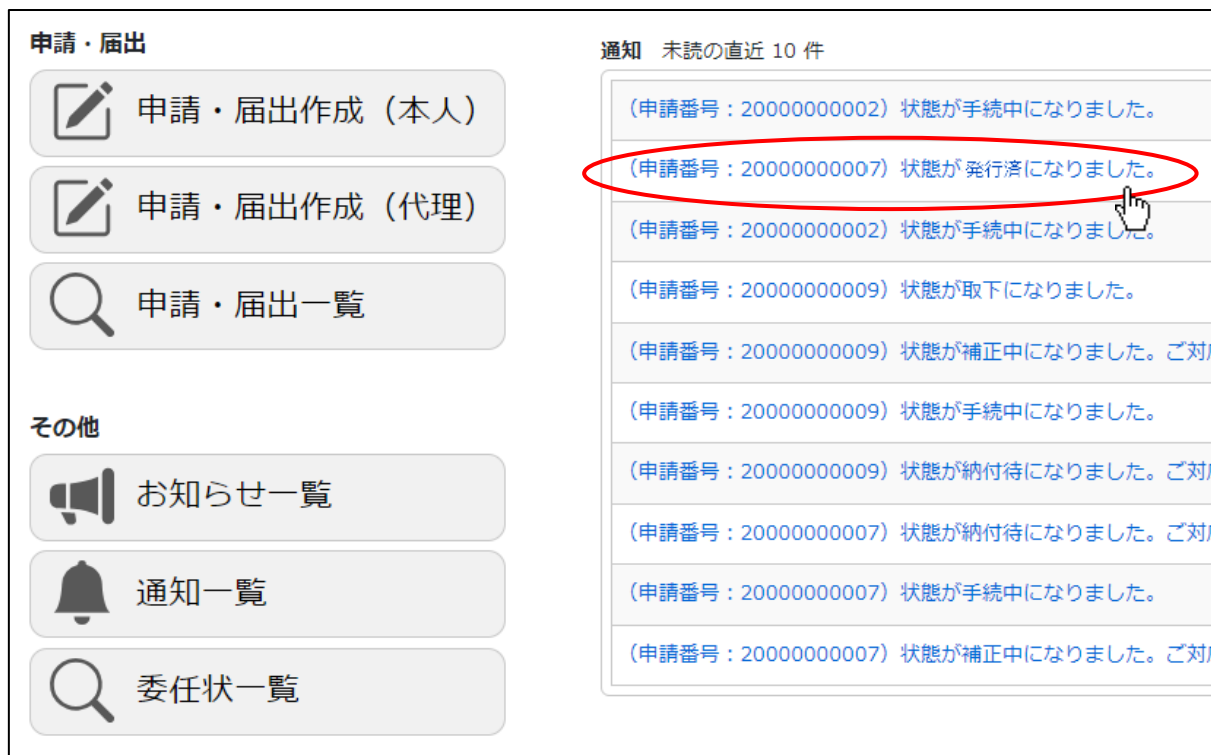 申請・届出
申請・届出作成（本人）
申請・届出作成（代理）
申請・届出一覧
その他
お知らせ一覧
通知一覧
委任状一覧
通知 未読の直近 10 件
（申請番号：20000000002）状態が手続中になりました。
（申請番号：20000000007）状態が発行済になりました。
（申請番号：20000000002）状態が手続中になりました。
（申請番号：20000000009）状態が取下になりました。
（申請番号：20000000009）状態が補正中になりました。ご対
（申請番号：20000000009）状態が手続中になりました。
（申請番号：20000000009）状態が納付待になりました。ご対
（申請番号：20000000007）状態が納付待になりました。ご対
（申請番号：20000000007）状態が手続中になりました。
（申請番号：20000000007）状態が補正中になりました。ご対